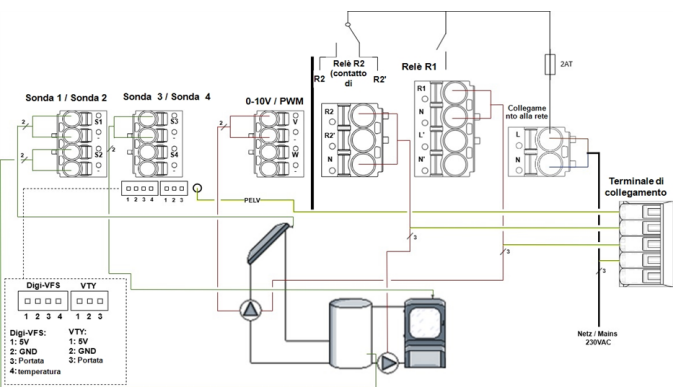 2AT
Relè R2
(contatto
di
R2
R2'
Relè R1
Sonda 1 / Sonda 2
Sonda 3 / Sonda 4
0-10V / PWM
R1
N
L'
N'
R2
R2'
N
Collegame
nto alla rete
L
N
S1
S2
S3
S4
V
W
2
2
2
2
1 2 3 4
1 2 3
PELV
Terminale di
collegamento
3
3
3
Digi-VFS
VTY
1 2 3 4
1 2 3
Digi-VFS:
1: 5V
2: GND
3: Portata
4: temperatura
VTY:
1: 5V
2: GND
3: Portata
Netz / Mains
230VAC